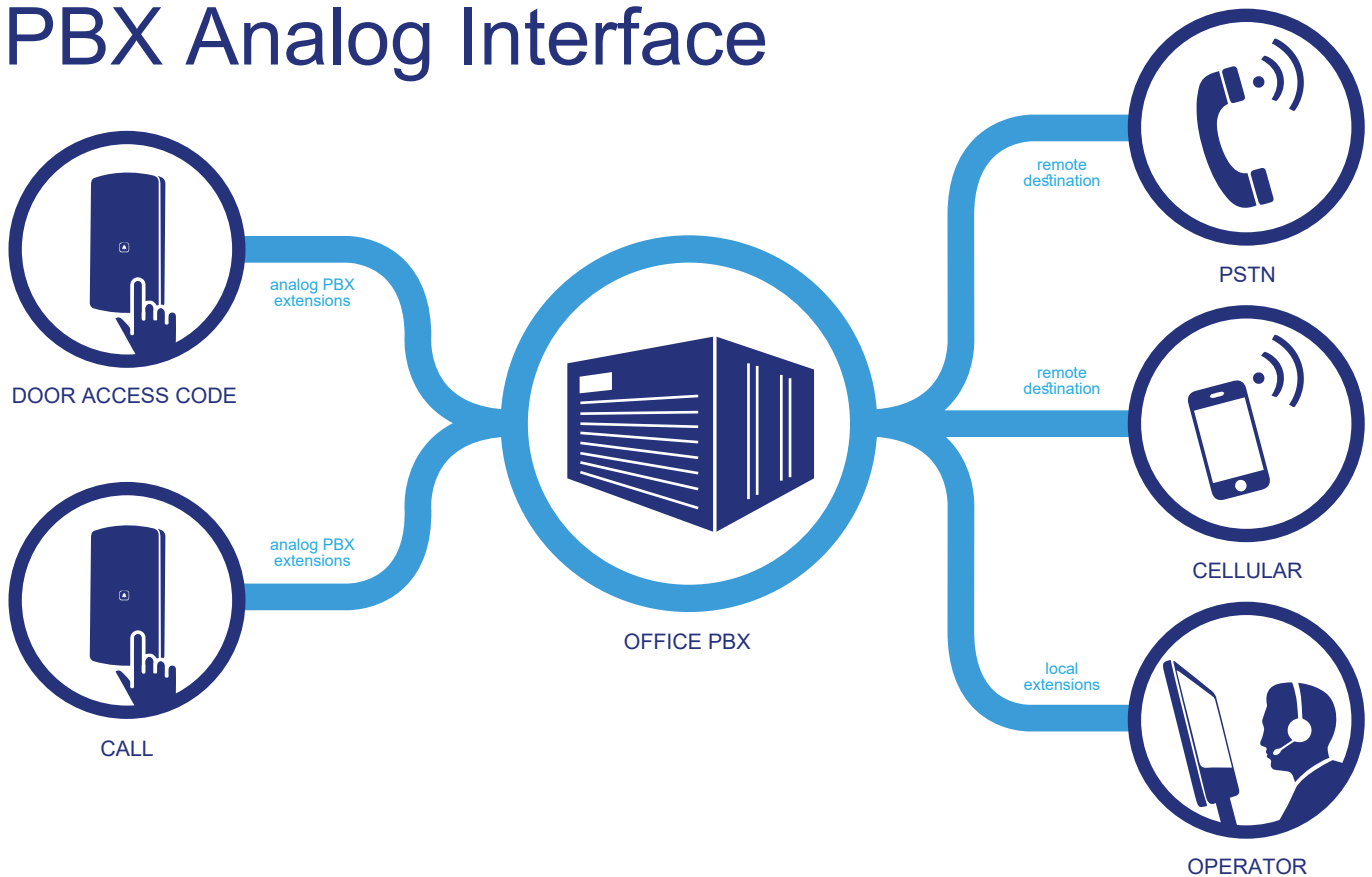 PBX Analog Interface
remote
destination
PSTN
analog PBX
extensions
DOOR ACCESS CODE
remote
destination
CELLULAR
analog PBX
extensions
OFFICE PBX
local
extensions
CALL
OPERATOR